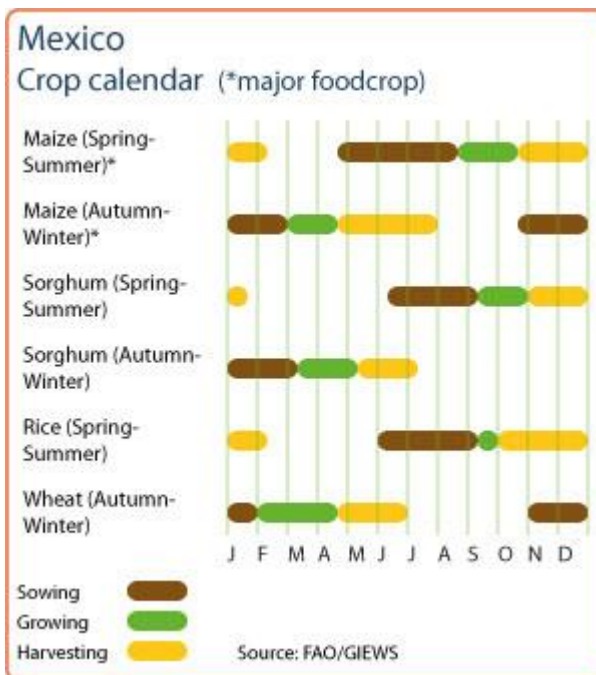 Mexico
Crop calendar (*major foodcrop)
Maize (Spring-
Summer)*
Maize (Autumn-
Winter)*
Sorghum (Spring-
Summer)
Sorghum (Autumn-
Winter)
Rice (Spring-
Summer)
Wheat (Autumn-
Winter)
J F M A M J J A S O N D
Sowing
Growing
Harvesting Source: FAO/GIEWS